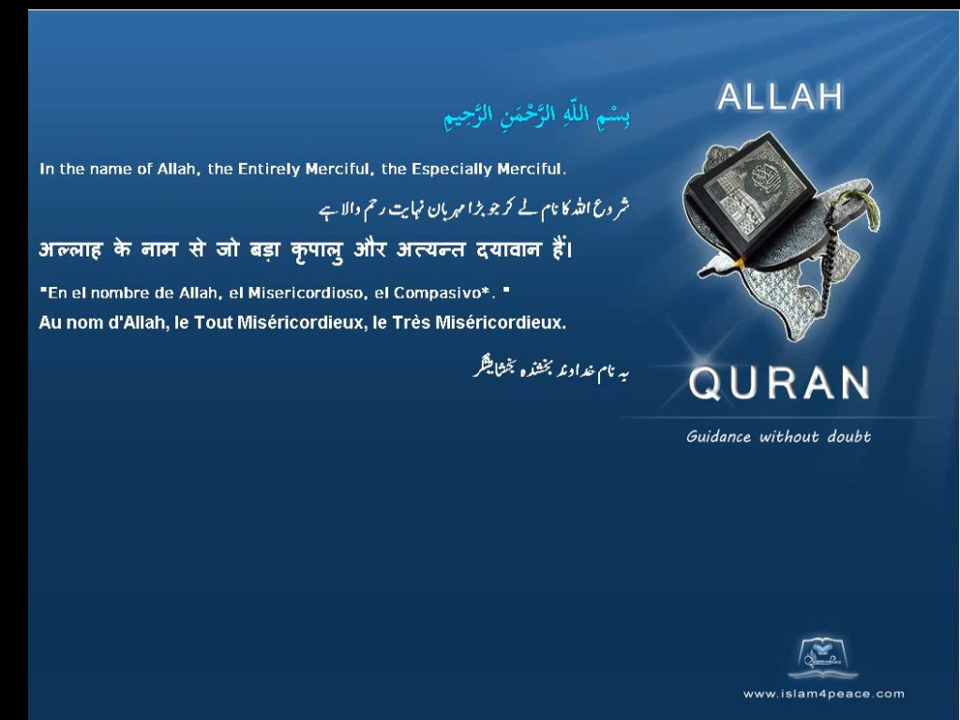 بِسْمِ اللّهِ الرَّحْمَنِ الرَّحِيمِ
In the name of Allah, the Entirely Merciful, the Especially Merciful.
شروع اللہ کا نام لے کر جو بڑا مہربان نہایت رحم والا ہے
अल्लाह के नाम से जो बड़ा कृपालु और अत्यन्त दयावान हैं।
"En el nombre de Allah, el Misericordioso, el Compasivo*. "
Au nom d'Allah, le Tout Miséricordieux, le Très Miséricordieux.
به نام خداوند بخشنده بخشایشگر
ALLAH
QURAN
Guidance without doubt
www.islam4peace.com